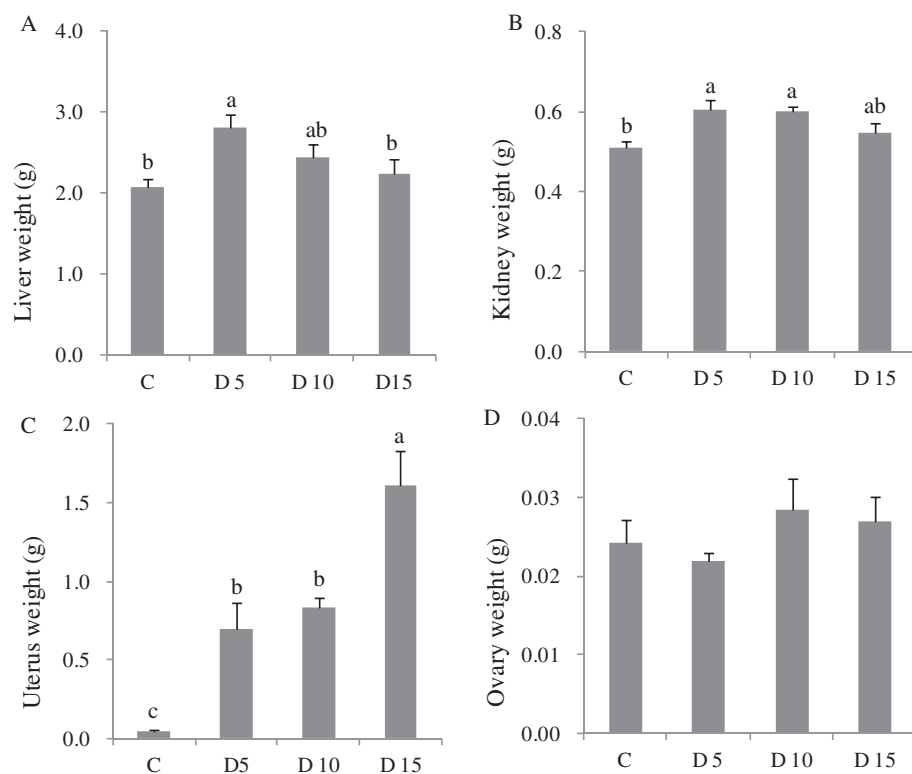 A
4.0
3.0
2.0
1.0
0.0
Liver weight (g)
b
a
ab
b
C D 5 D 10 D15
B
0.8
0.6
0.4
0.2
0.0
Kidney weight (g)
b
a
a
ab
C D 5 D 10 D 15
C
2.0
1.5
1.0
0.5
0.0
Uterus weight (g)
c
b
b
a
C D5 D 10 D 15
D
0.04
0.03
0.02
0.01
0.00
Ovary weight (g)
C D 5 D 10 D 15